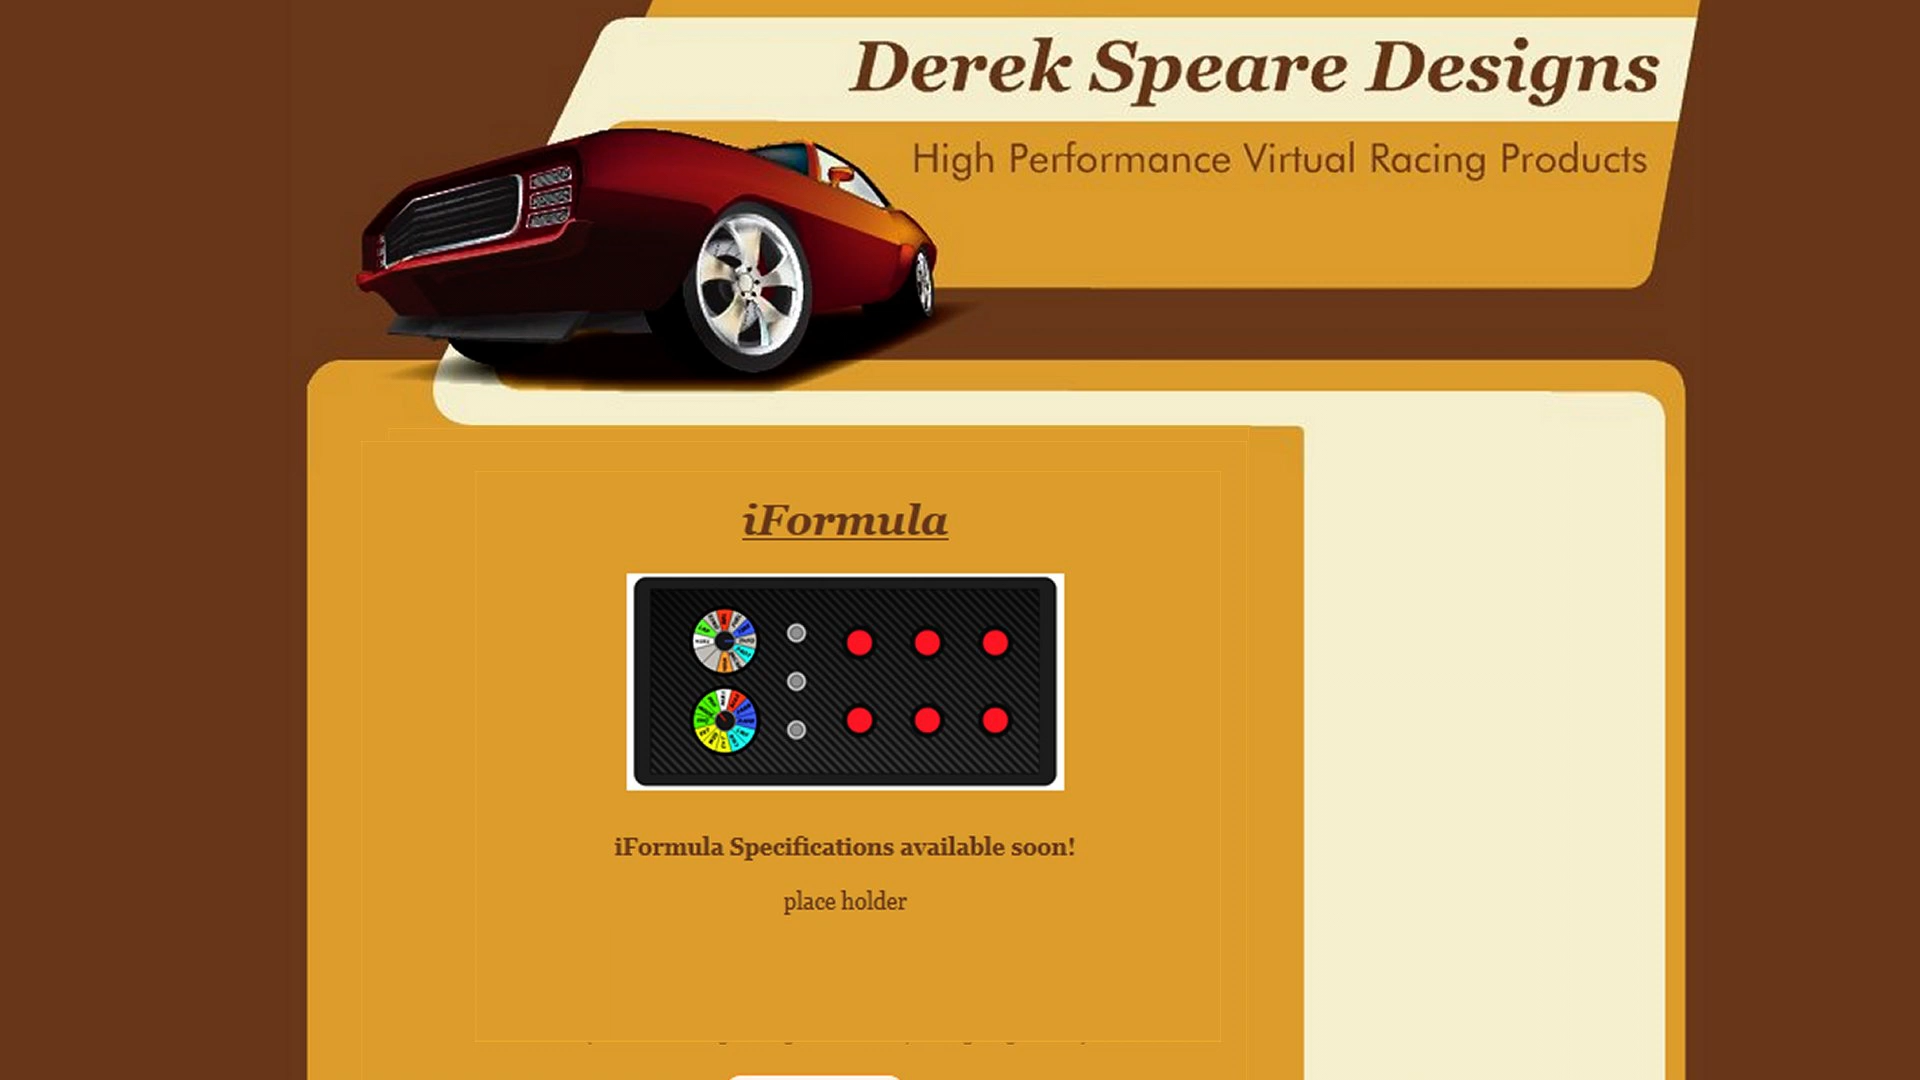 Derek Speare Designs
High Performance Virtual Racing Products
iFormula
iFormula Specifications available soon!
place holder